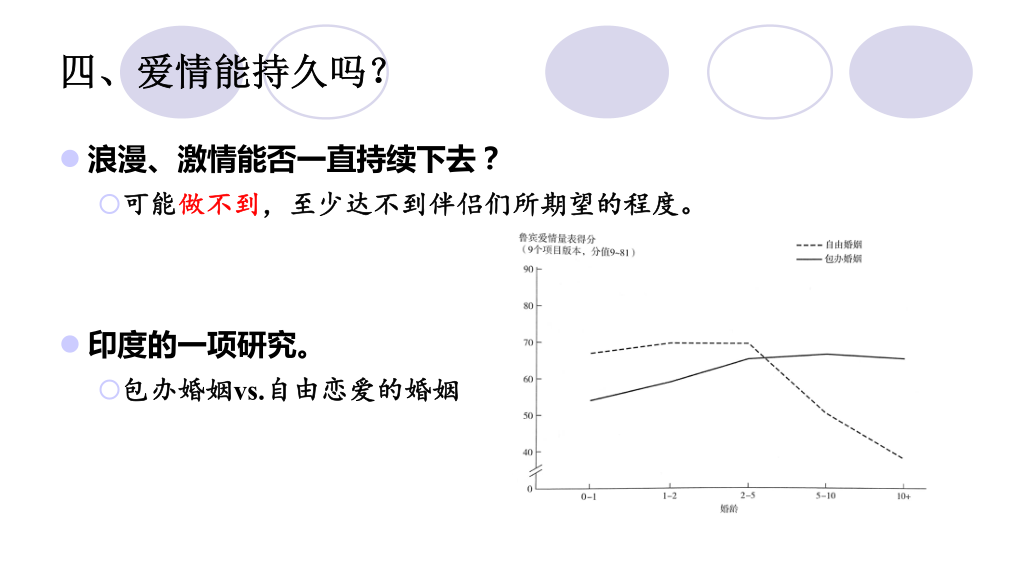 四、爱情能持久吗？
浪漫、激情能否一直持续下去？
可能做不到，至少达不到伴侣们所期望的程度。
鲁宾爱情量表得分
（9个项目版本，分值9~81）
自由婚姻
包办婚姻
90
80
70
60
50
40
0
0-1
1-2
2-5
5-10
10+
婚龄
印度的一项研究。
包办婚姻vs.自由恋爱的婚姻